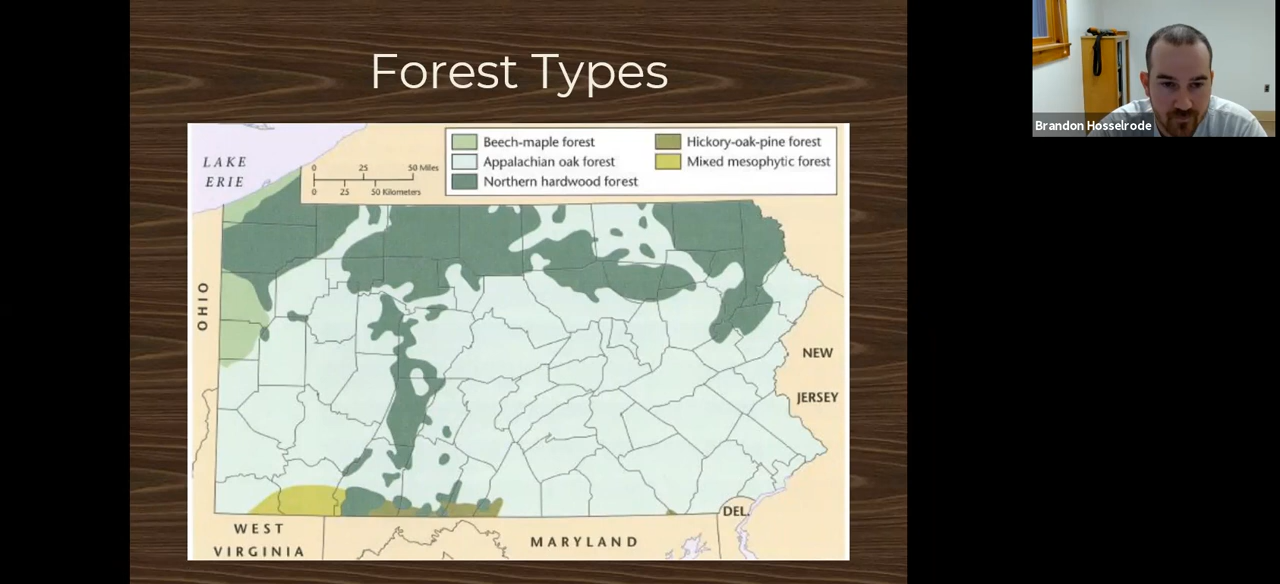 Forest Types
Brandon Hosselrode
LAKE
ERIE
0 25 50 Miles
0 25 50 Kilometers
Beech-maple forest
Appalachian oak forest
Northern hardwood forest
Hickory-oak-pine forest
Mixed mesophytic forest
OHIO
NEW
JERSEY
DEL.
WEST
VIRGINIA
MARYLAND